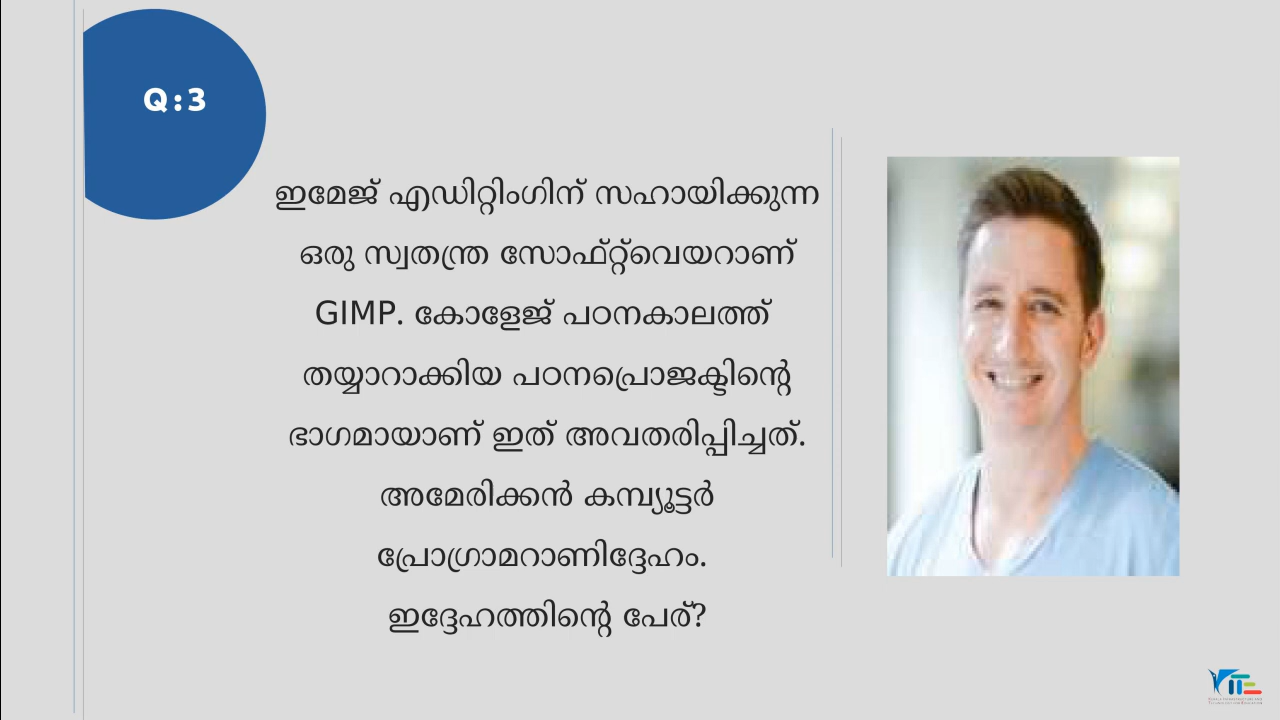 Q:3
ഇമേജ് എഡിറ്റിംഗിന് സഹായിക്കുന്ന
ഒരു സ്വതന്ത്ര സോഫ്റ്റ്‌വെയറാണ്
GIMP. കോളേജ് പഠനകാലത്ത്
തയ്യാറാക്കിയ പഠനപ്രൊജക്ടിന്റെ
ഭാഗമായാണ് ഇത് അവതരിപ്പിച്ചത്.
അമേരിക്കൻ കമ്പ്യൂട്ടർ
പ്രോഗ്രാമറാണിദ്ദേഹം.
ഇദ്ദേഹത്തിന്റെ പേര്?